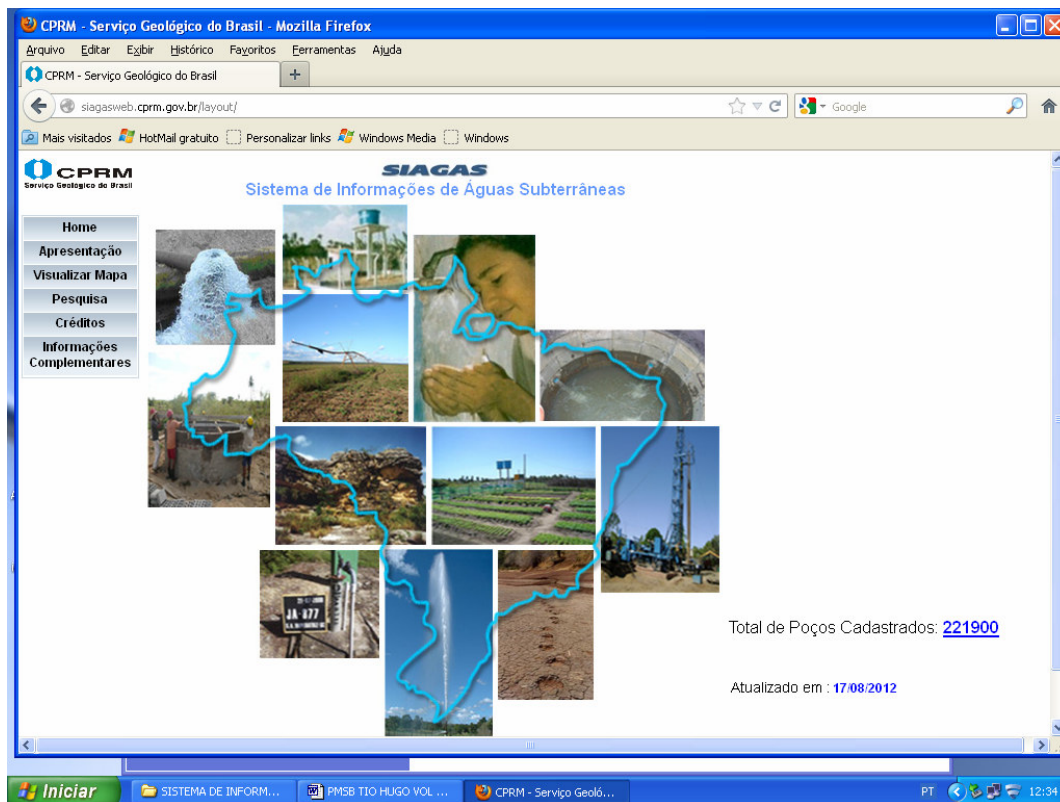 CPRM - Serviço Geológico do Brasil - Mozilla Firefox
Arquivo Editar Exibir Histórico Favoritos Ferramentas Ajuda
CPRM - Serviço Geológico do Brasil
siagasweb.cprm.gov.br/layout/
Google
Mais visitados HotMail gratuito Personalizar links Windows Media Windows
CPRM
Serviço Geológico do Brasil
SIAGAS
Sistema de Informações de Águas Subterrâneas
Home
Apresentação
Visualizar Mapa
Pesquisa
Créditos
Informações
Complementares
JA-877
Total de Poços Cadastrados: 221900
Atualizado em : 17/08/2012
Iniciar
SISTEMA DE INFORM...
PMSB TIO HUGO VOL ...
CPRM - Serviço Geoló...
PT
12:34